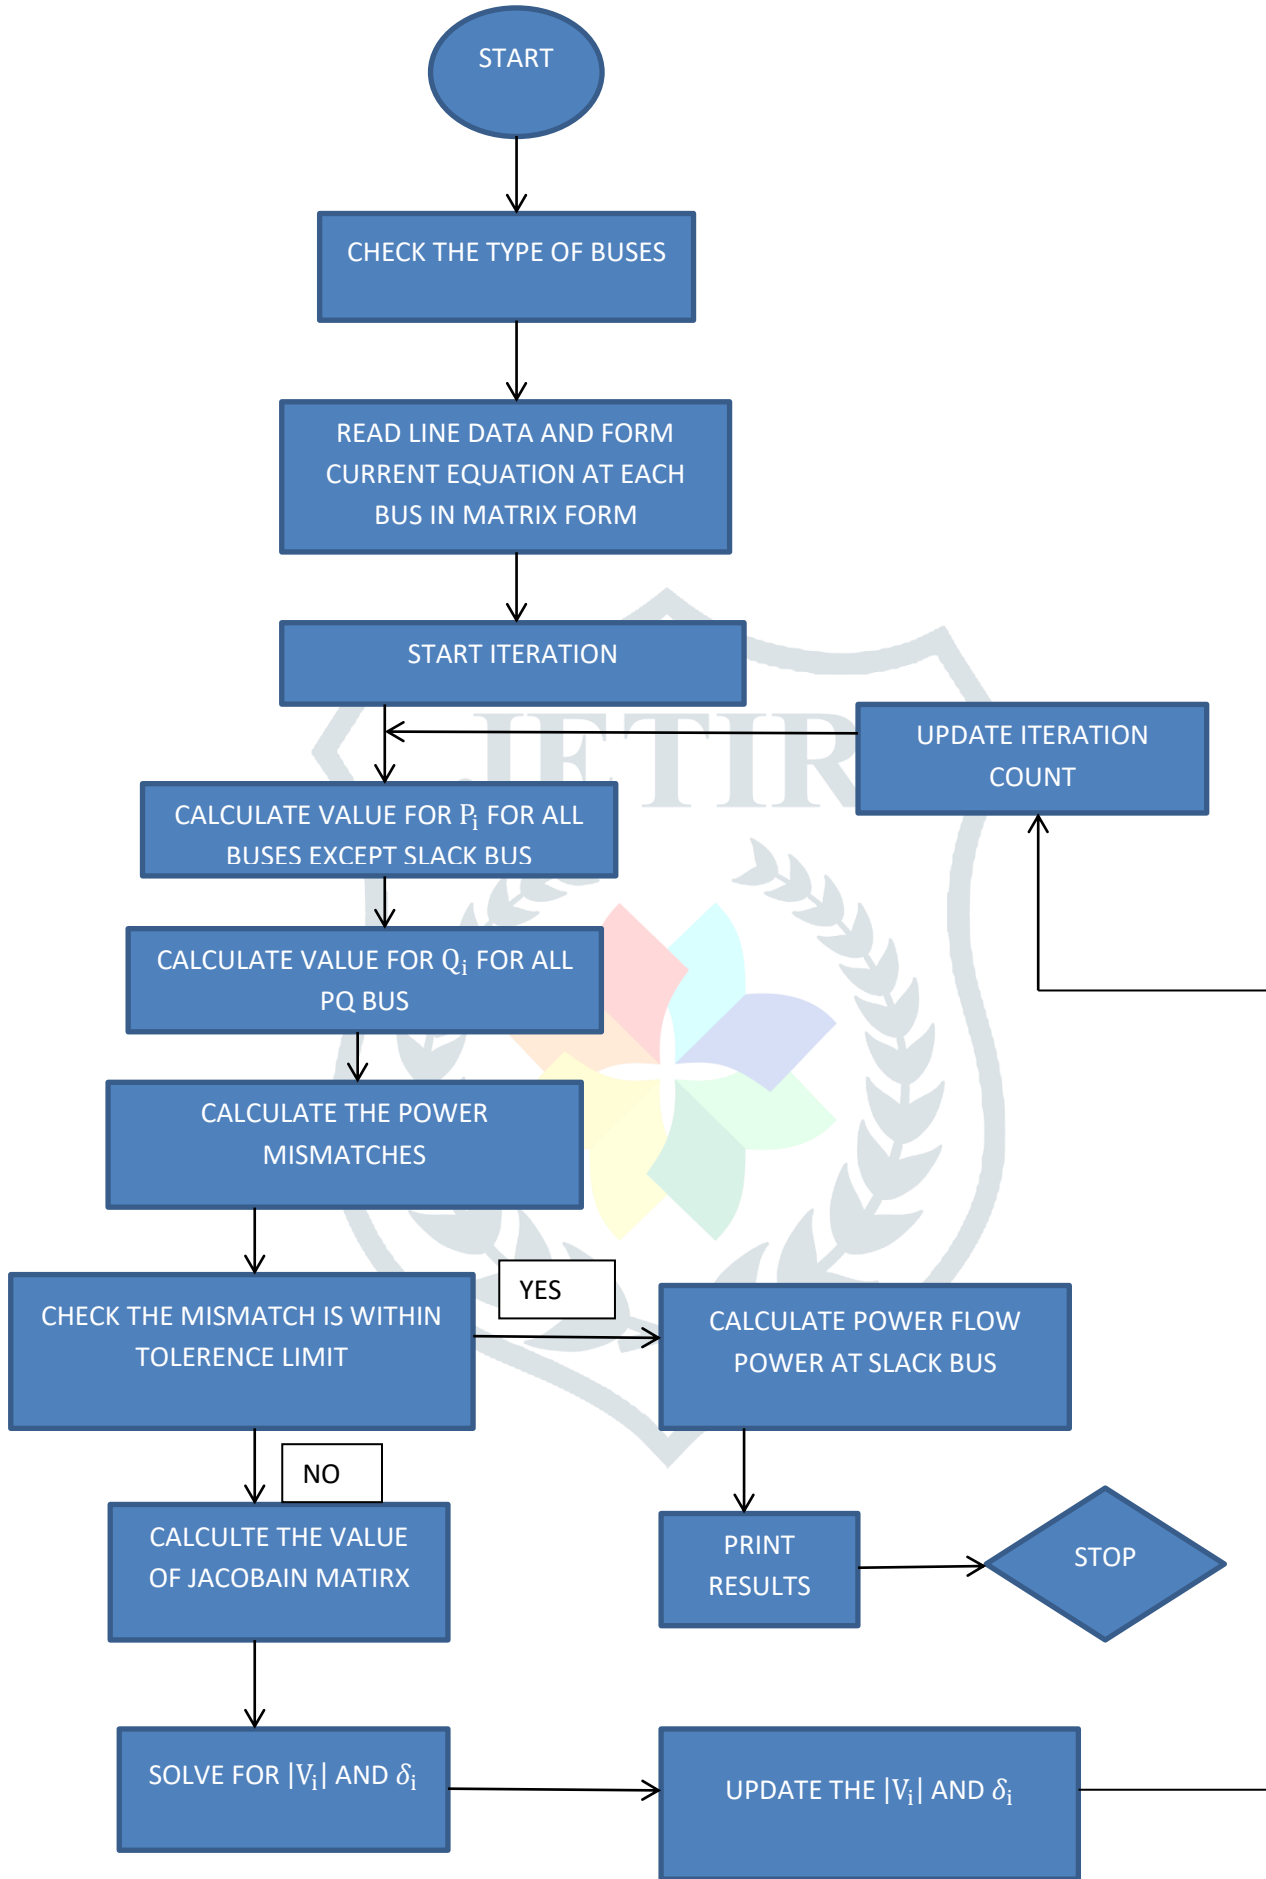 START
CHECK THE TYPE OF BUSES
READ LINE DATA AND FORM
CURRENT EQUATION AT EACH
BUS IN MATRIX FORM
START ITERATION
JETIR
UPDATE ITERATION
COUNT
CALCULATE VALUE FOR Pᵢ FOR ALL
BUSES EXCEPT SLACK BUS
CALCULATE VALUE FOR Qᵢ FOR ALL
PQ BUS
CALCULATE THE POWER
MISMATCHES
YES
CHECK THE MISMATCH IS WITHIN
TOLERENCE LIMIT
CALCULATE POWER FLOW
POWER AT SLACK BUS
NO
CALCULTE THE VALUE
OF JACOBAIN MATIRX
PRINT
RESULTS
STOP
SOLVE FOR |Vᵢ| AND δᵢ
UPDATE THE |Vᵢ| AND δᵢ